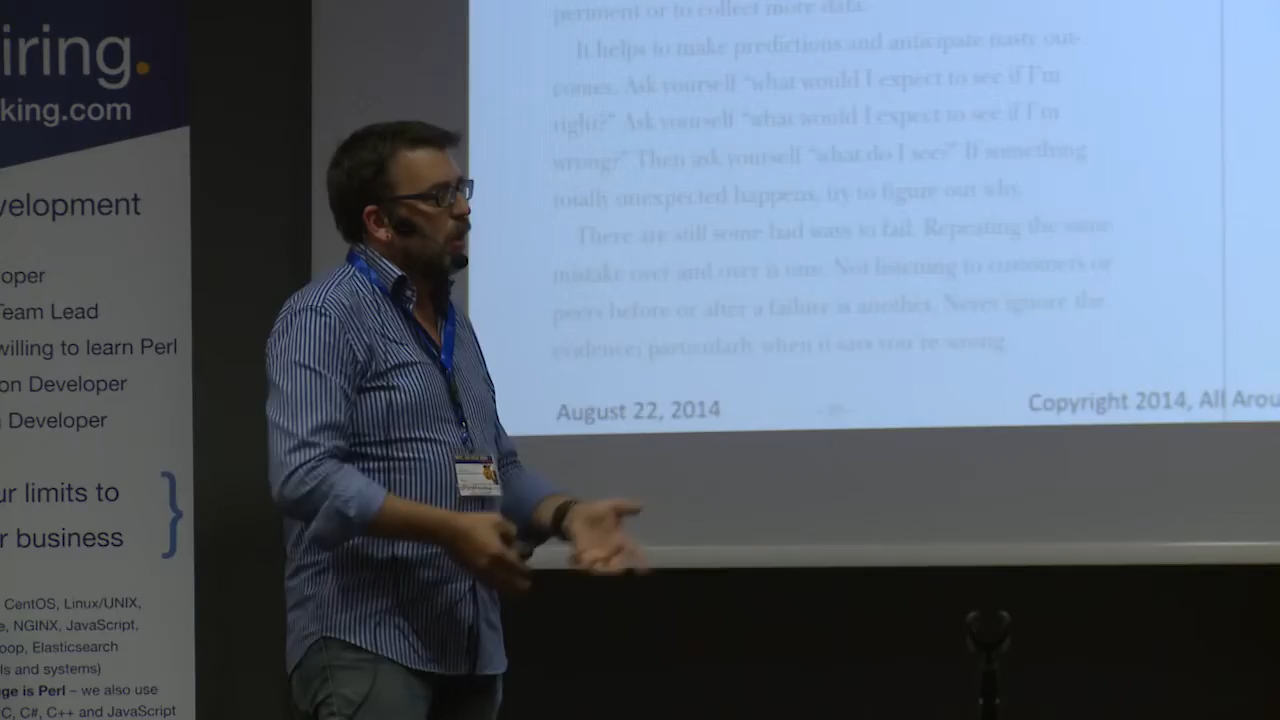 iring.
king.com
velopment
oper
Team Lead
willing to learn Perl
on Developer
Developer
ur limits to
r business
CentOS, Linux/UNIX,
e, NGINX, JavaScript,
oop, Elasticsearch
ls and systems)
ge is Perl – we also use
C, C#, C++ and JavaScript
periment or to collect more data.
It helps to make predictions and anticipate nasty out-
comes. Ask yourself “what would I expect to see if I’m
right?” Ask yourself “what would I expect to see if I’m
wrong?” Then ask yourself “what do I see?” If something
totally unexpected happens, try to figure out why.
There are still some bad ways to fail. Repeating the same
mistake over and over is one. Not listening to customers or
peers before or after a failure is another. Never ignore the
evidence; particularly when it says you’re wrong.
August 22, 2014
Copyright 2014, All Arou